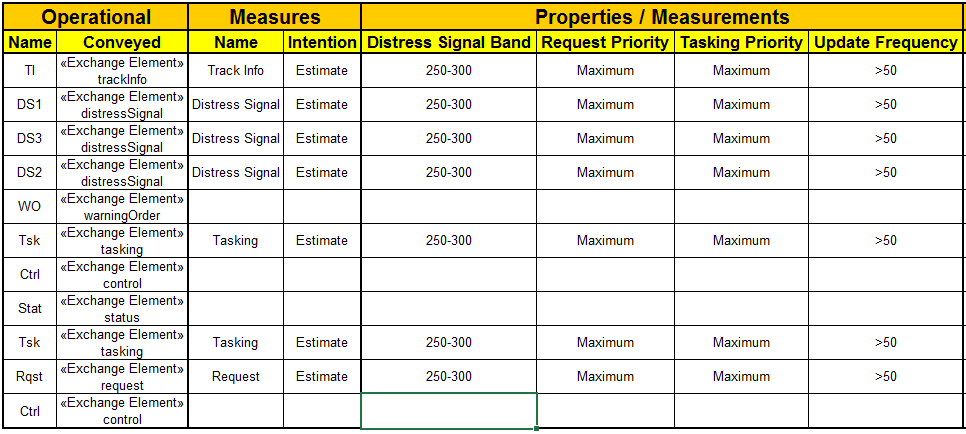 Operational Measures Properties / Measurements
Name Conveyed Name Intention Distress Signal Band Request Priority Tasking Priority Update Frequency
TI «Exchange Element» trackInfo Track Info Estimate 250-300 Maximum Maximum >50
DS1 «Exchange Element» distressSignal Distress Signal Estimate 250-300 Maximum Maximum >50
DS3 «Exchange Element» distressSignal Distress Signal Estimate 250-300 Maximum Maximum >50
DS2 «Exchange Element» distressSignal Distress Signal Estimate 250-300 Maximum Maximum >50
WO «Exchange Element» warningOrder
Tsk «Exchange Element» tasking Tasking Estimate 250-300 Maximum Maximum >50
Ctrl «Exchange Element» control
Stat «Exchange Element» status
Tsk «Exchange Element» tasking Tasking Estimate 250-300 Maximum Maximum >50
Rqst «Exchange Element» request Request Estimate 250-300 Maximum Maximum >50
Ctrl «Exchange Element» control